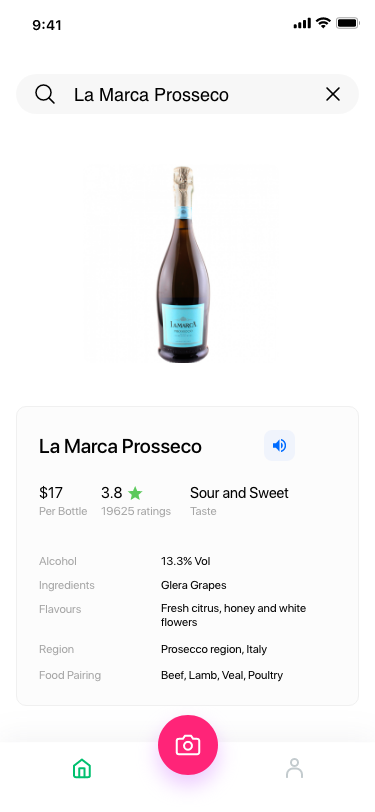 9:41
La Marca Prosseco
LAMARCA
La Marca Prosseco
$17 3.8 Sour and Sweet
Per Bottle 19625 ratings Taste
Alcohol 13.3% Vol
Ingredients Glera Grapes
Flavours Fresh citrus, honey and white
flowers
Region Prosecco region, Italy
Food Pairing Beef, Lamb, Veal, Poultry